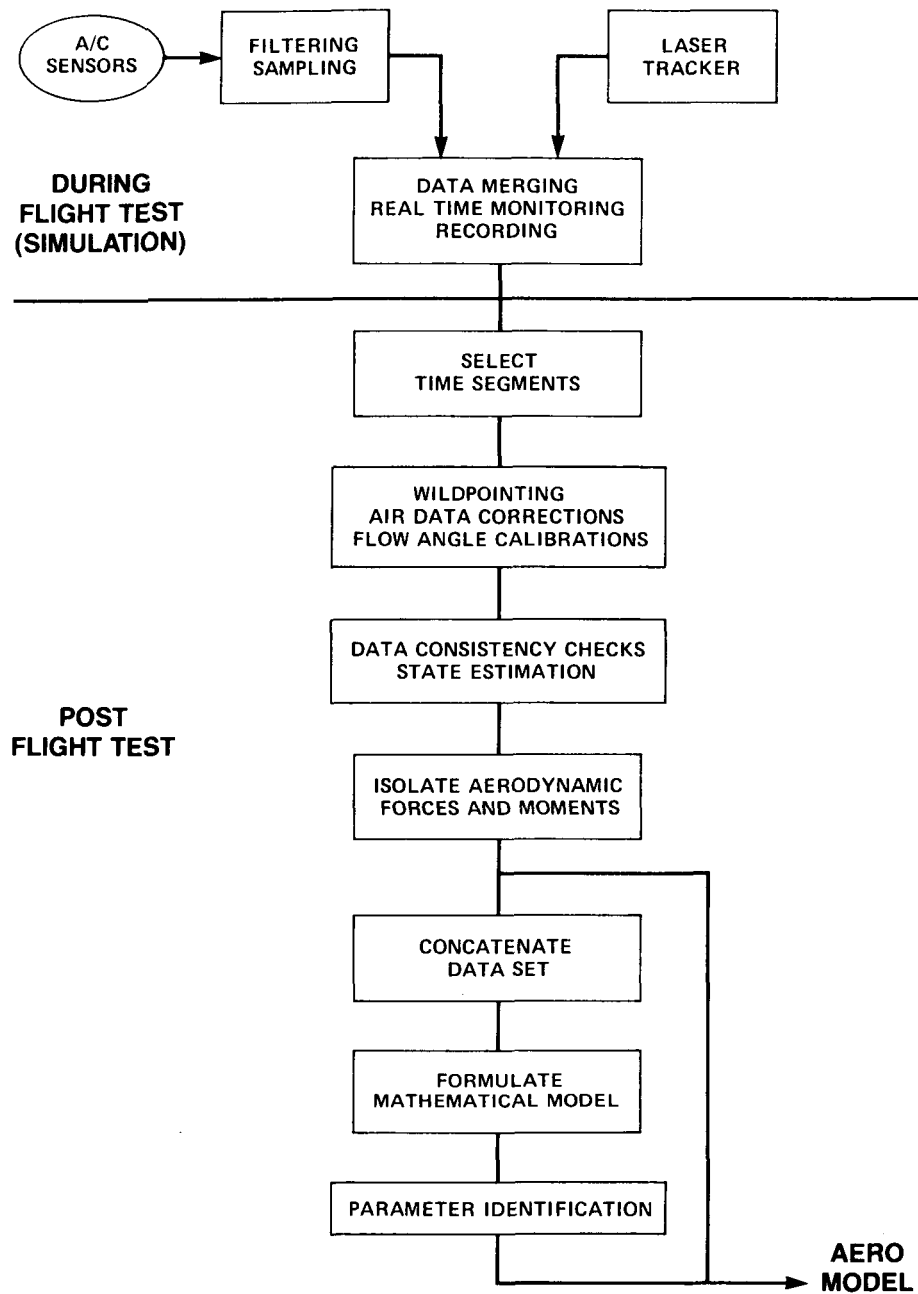 A/C
SENSORS
FILTERING
SAMPLING
LASER
TRACKER
DURING
FLIGHT TEST
(SIMULATION)
DATA MERGING
REAL TIME MONITORING
RECORDING
SELECT
TIME SEGMENTS
WILDPOINTING
AIR DATA CORRECTIONS
FLOW ANGLE CALIBRATIONS
DATA CONSISTENCY CHECKS
STATE ESTIMATION
POST
FLIGHT TEST
ISOLATE AERODYNAMIC
FORCES AND MOMENTS
CONCATENATE
DATA SET
FORMULATE
MATHEMATICAL MODEL
PARAMETER IDENTIFICATION
AERO
MODEL